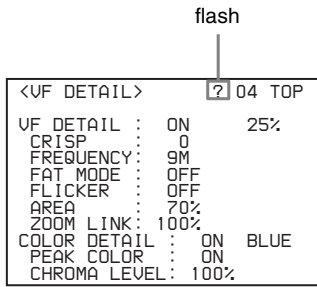 flash
<VF DETAIL> ? 04 TOP
VF DETAIL : ON 25%
CRISP : 0
FREQUENCY: 9M
FAT MODE : OFF
FLICKER : OFF
AREA : 70%
ZOOM LINK: 100%
COLOR DETAIL : ON BLUE
PEAK COLOR : ON
CHROMA LEVEL: 100%